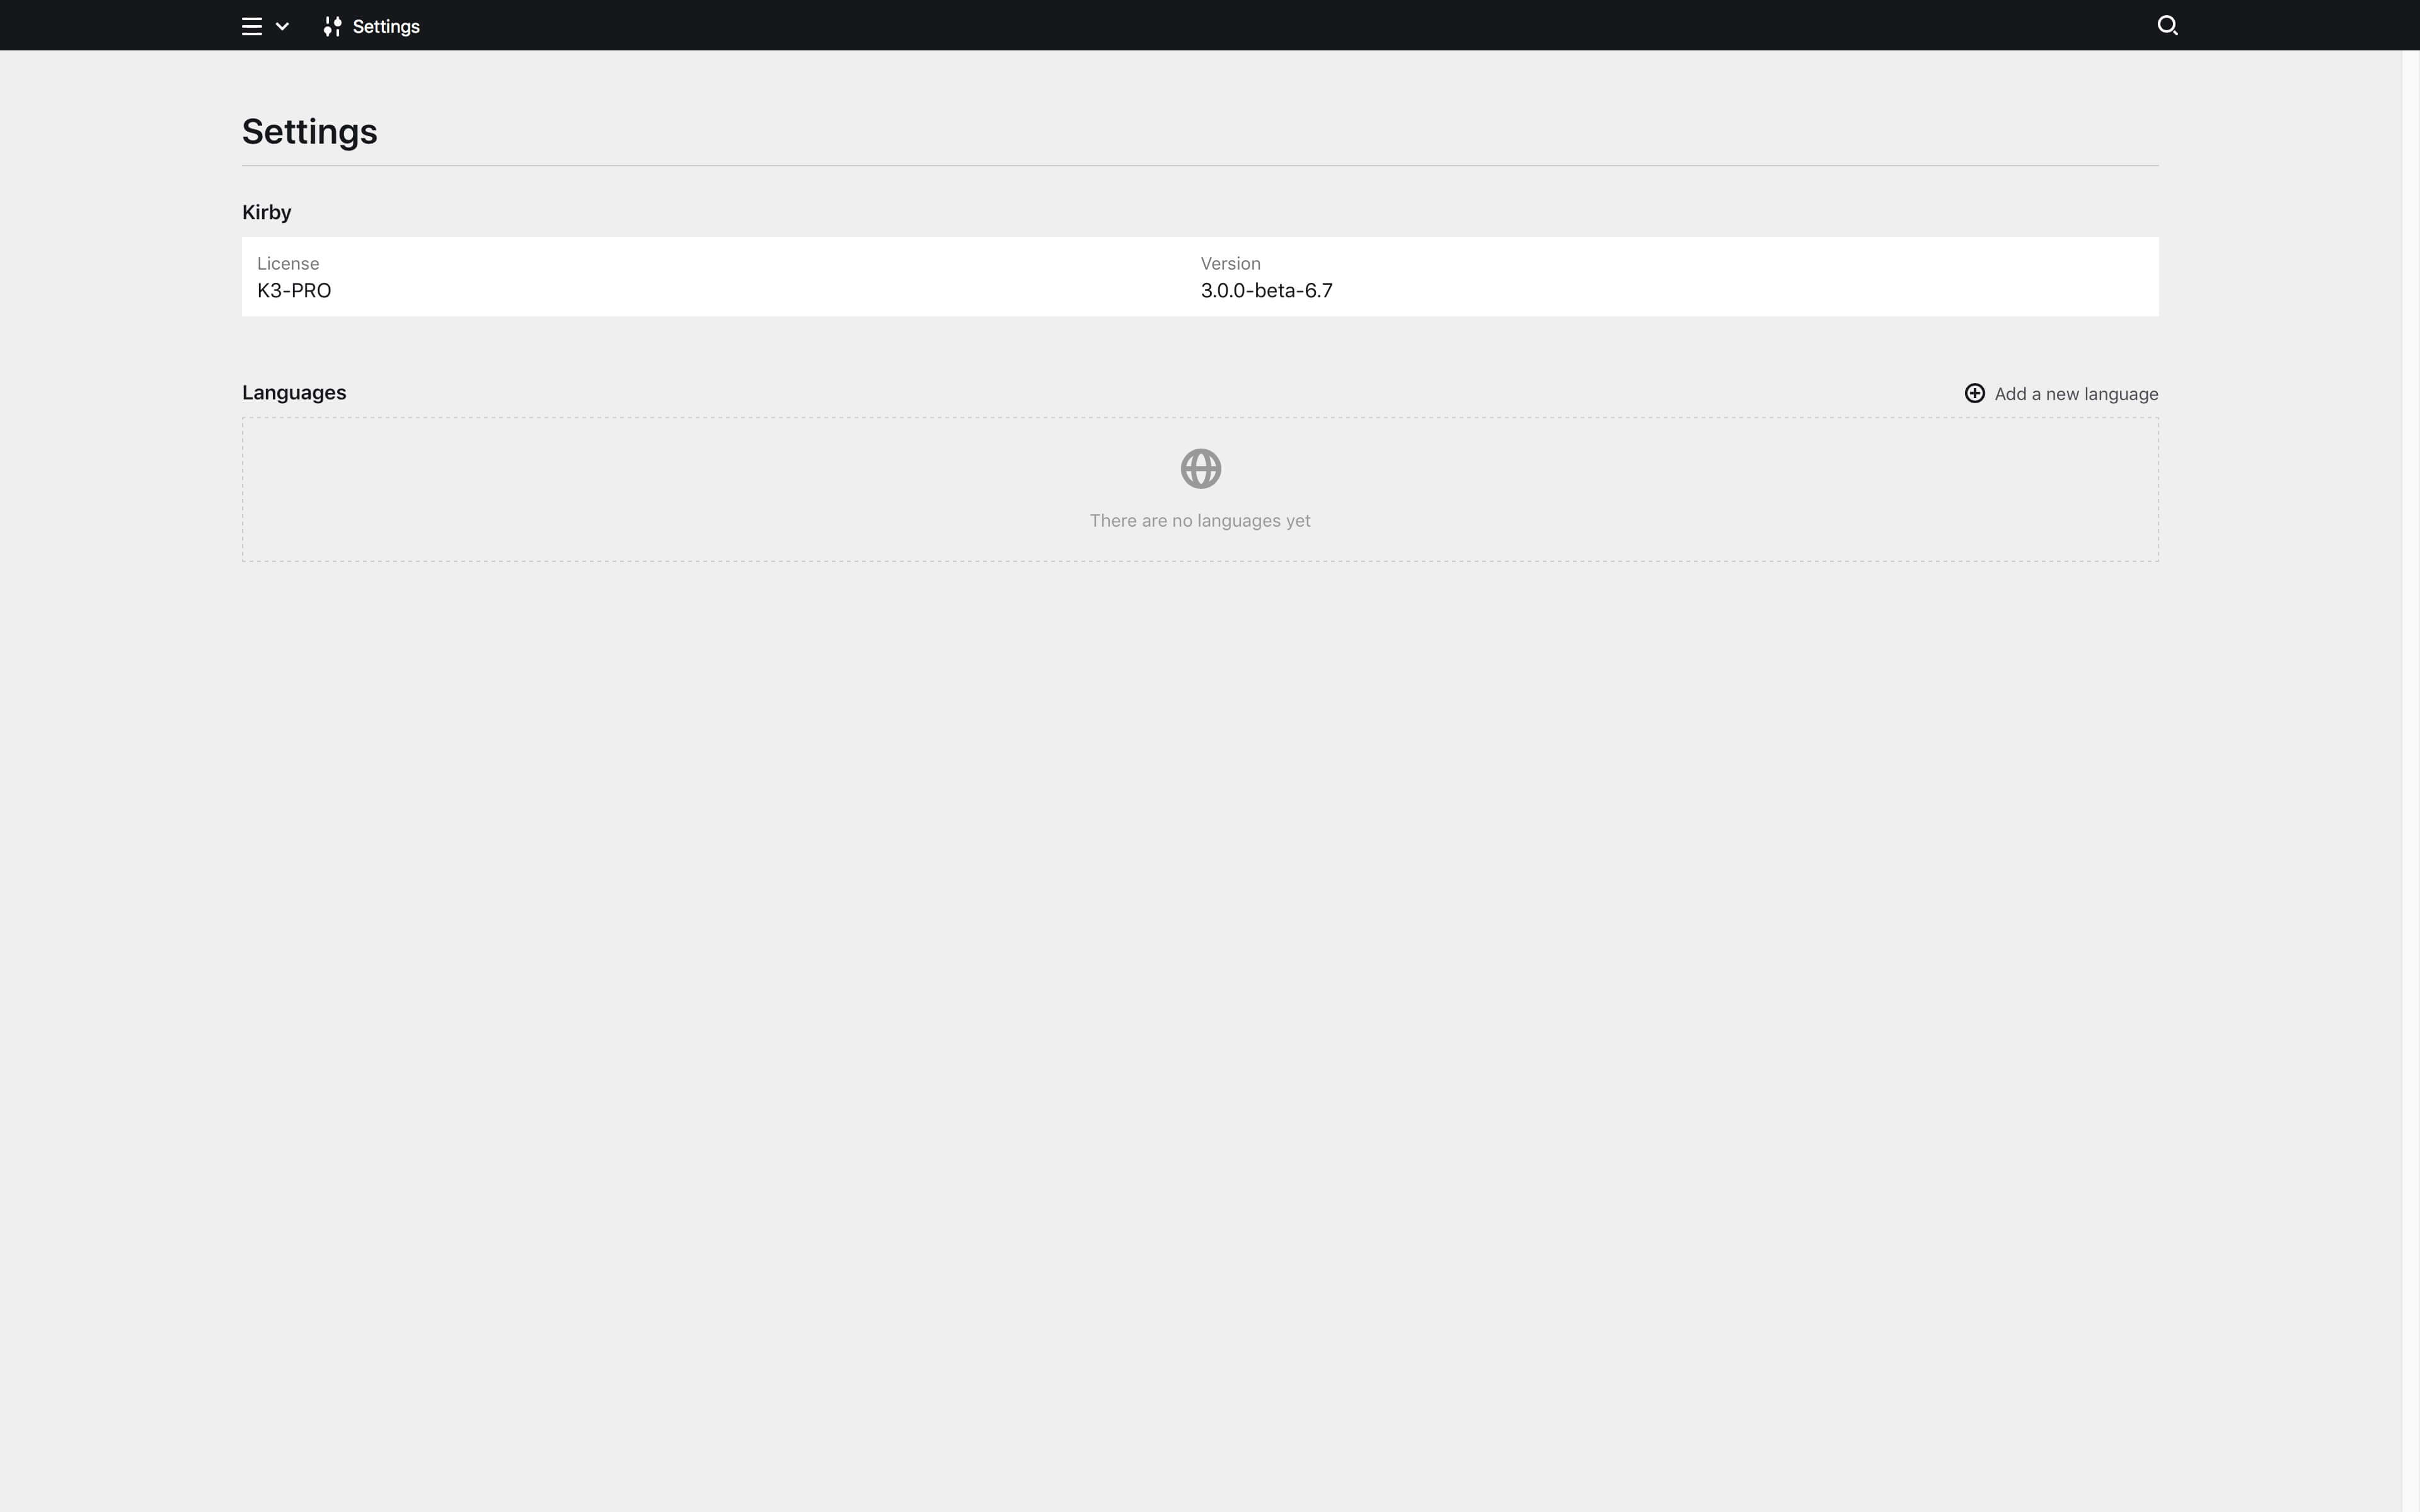 Settings
Settings
Kirby
License
Version
K3-PRO
3.0.0-beta-6.7
Languages
Add a new language
There are no languages yet